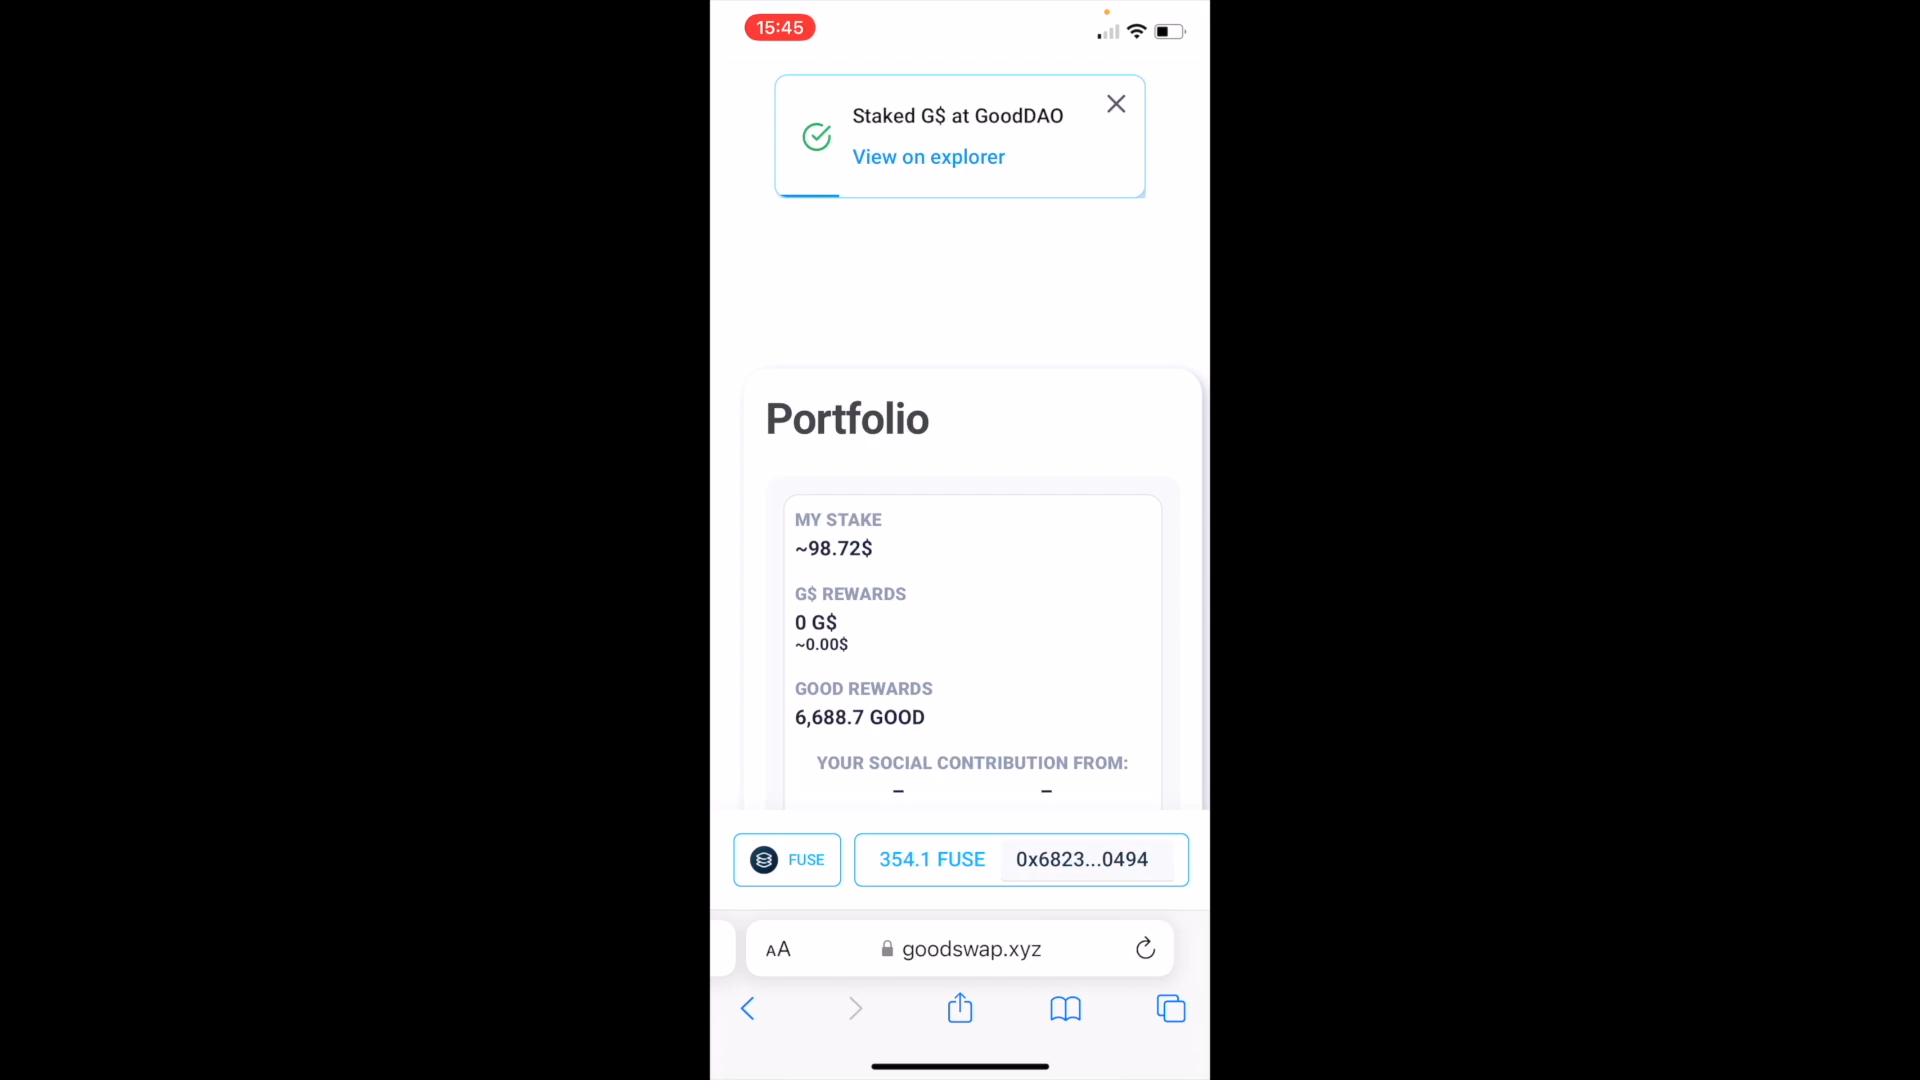 15:45
Staked G$ at GoodDAO
View on explorer
Portfolio
MY STAKE
~98.72$
G$ REWARDS
0 G$
~0.00$
GOOD REWARDS
6,688.7 GOOD
YOUR SOCIAL CONTRIBUTION FROM:
– –
FUSE 354.1 FUSE 0x6823...0494
AA goodswap.xyz